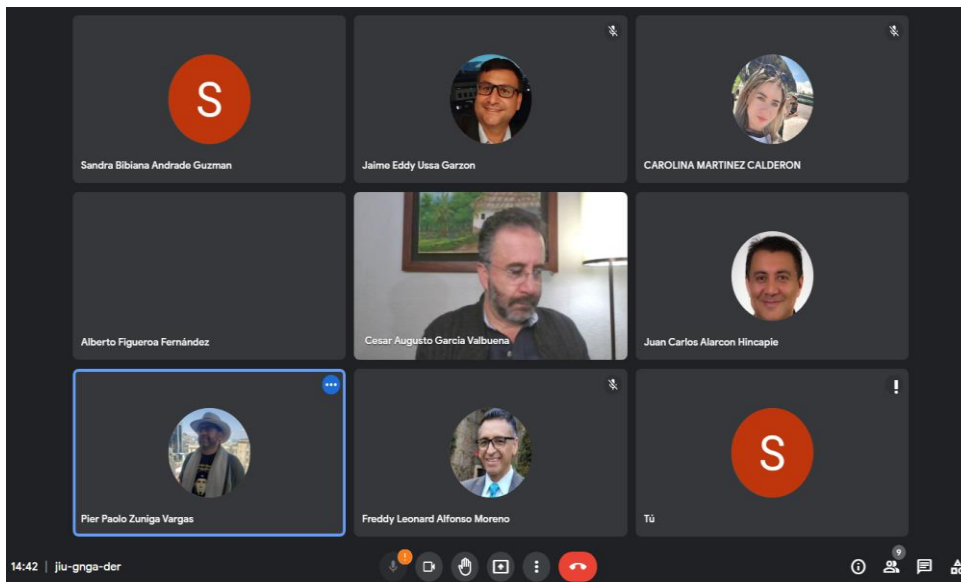 S
Sandra Bibiana Andrade Guzman
Jaime Eddy Ussa Garzon
CAROLINA MARTINEZ CALDERON
Alberto Figueroa Fernández
Cesar Augusto Garcia Valbuena
Juan Carlos Alarcon Hincapie
Pier Paolo Zuniga Vargas
Freddy Leonard Alfonso Moreno
S
Tú
14:42 | jiu-gnga-der
9